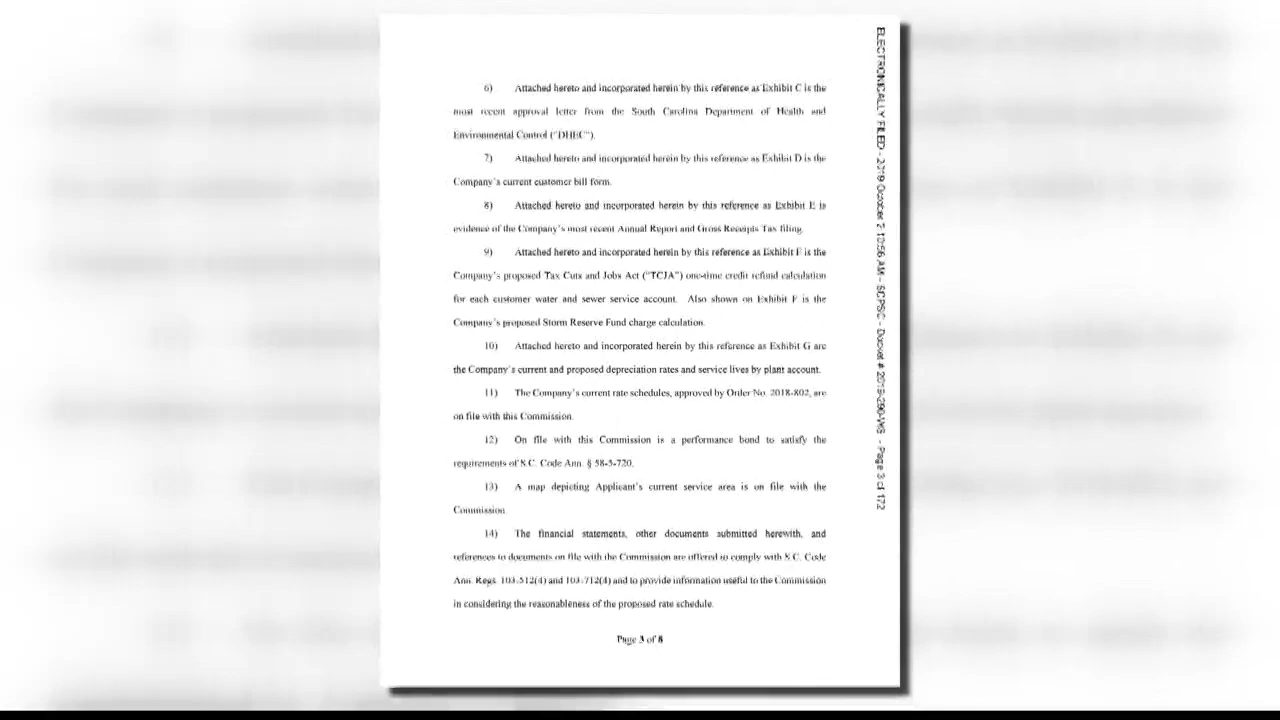 6) Attached hereto and incorporated herein by this reference as Exhibit C is the
most recent approval letter from the South Carolina Department of Health and
Environmental Control ("DHEC").
7) Attached hereto and incorporated herein by this reference as Exhibit D is the
Company's current customer bill form.
8) Attached hereto and incorporated herein by this reference as Exhibit E is
evidence of the Company's most recent Annual Report and Gross Receipts Tax filing.
9) Attached hereto and incorporated herein by this reference as Exhibit F is the
Company's proposed Tax Cuts and Jobs Act ("TCJA") one-time credit refund calculation
for each customer water and sewer service account. Also shown on Exhibit F is the
Company's proposed Storm Reserve Fund charge calculation.
10) Attached hereto and incorporated herein by this reference as Exhibit G are
the Company's current and proposed depreciation rates and service lives by plant account.
11) The Company's current rate schedules, approved by Order No. 2018-802, are
on file with this Commission.
12) On file with this Commission is a performance bond to satisfy the
requirements of S.C. Code Ann. § 58-5-720.
13) A map depicting Applicant's current service area is on file with the
Commission.
14) The financial statements, other documents submitted herewith, and
references to documents on file with the Commission are offered to comply with S.C. Code
Ann. Regs. 103-512(4) and 103-712(4) and to provide information useful to the Commission
in considering the reasonableness of the proposed rate schedule.
Page 3 of 8
ELECTRONICALLY FILED - 2019 October 2 10:56 AM - SCPSC - Docket # 2019-290-WS - Page 3 of 172